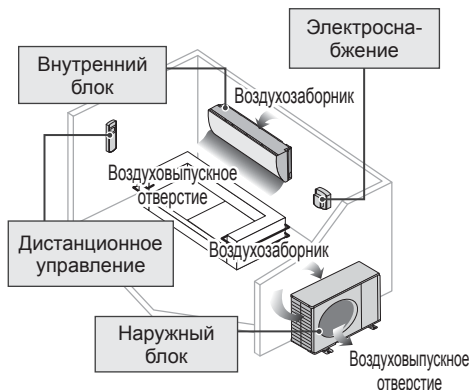 Электросна-
бжение
Внутренний
блок
Воздухозаборник
Воздуховыпускное
отверстие
Дистанционное
управление
Воздухозаборник
Наружный
блок
Воздуховыпускное
отверстие